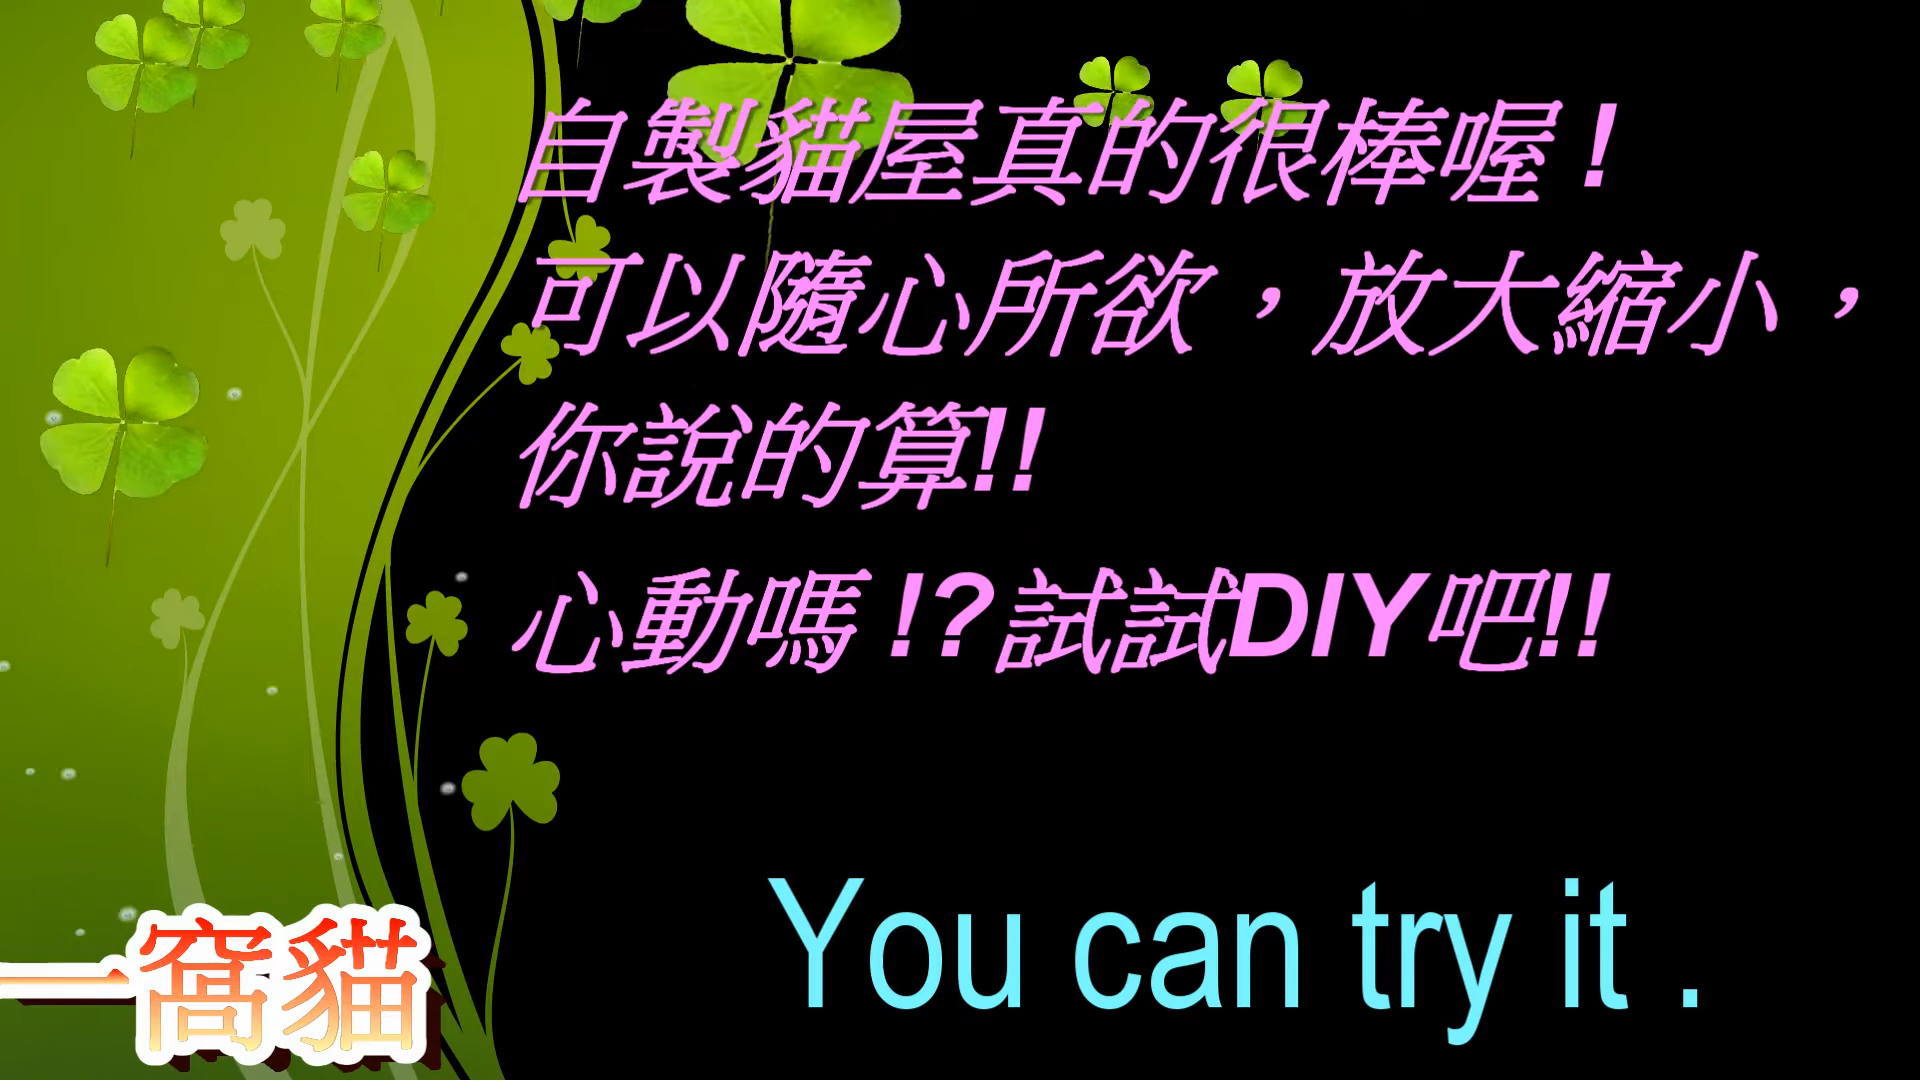 自製貓屋真的很棒喔！
可以隨心所欲，放大縮小，
你說的算!!
心動嗎 !?試試DIY吧!!
You can try it .
一窩貓